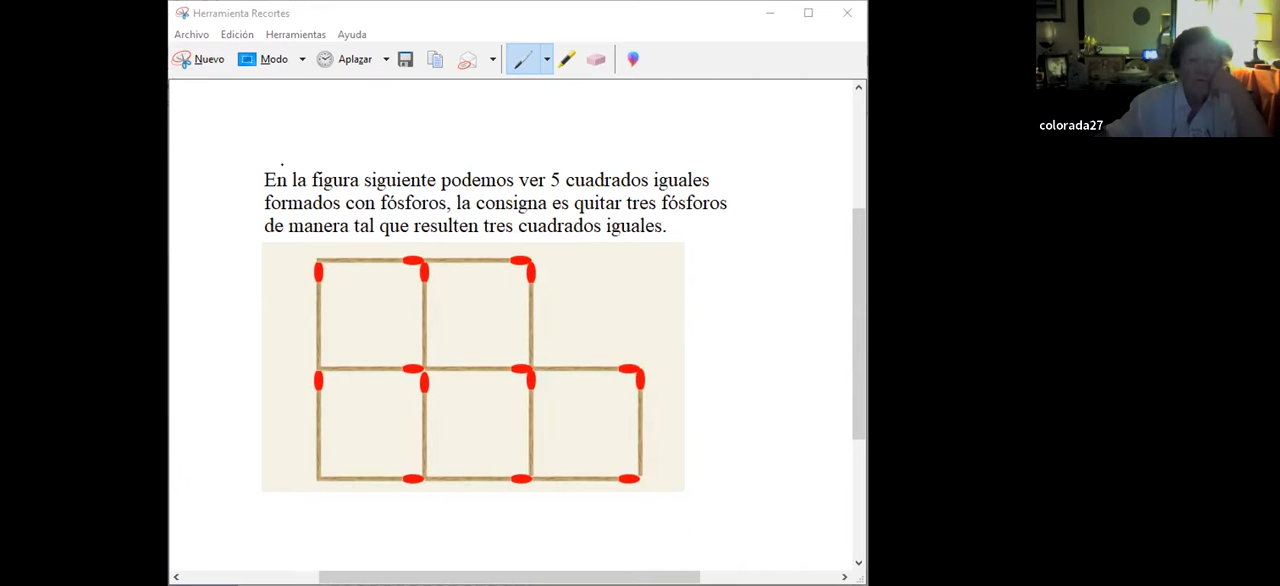 Herramienta Recortes
Archivo Edición Herramientas Ayuda
Nuevo Modo Aplazar
En la figura siguiente podemos ver 5 cuadrados iguales
formados con fósforos, la consigna es quitar tres fósforos
de manera tal que resulten tres cuadrados iguales.
colorada27